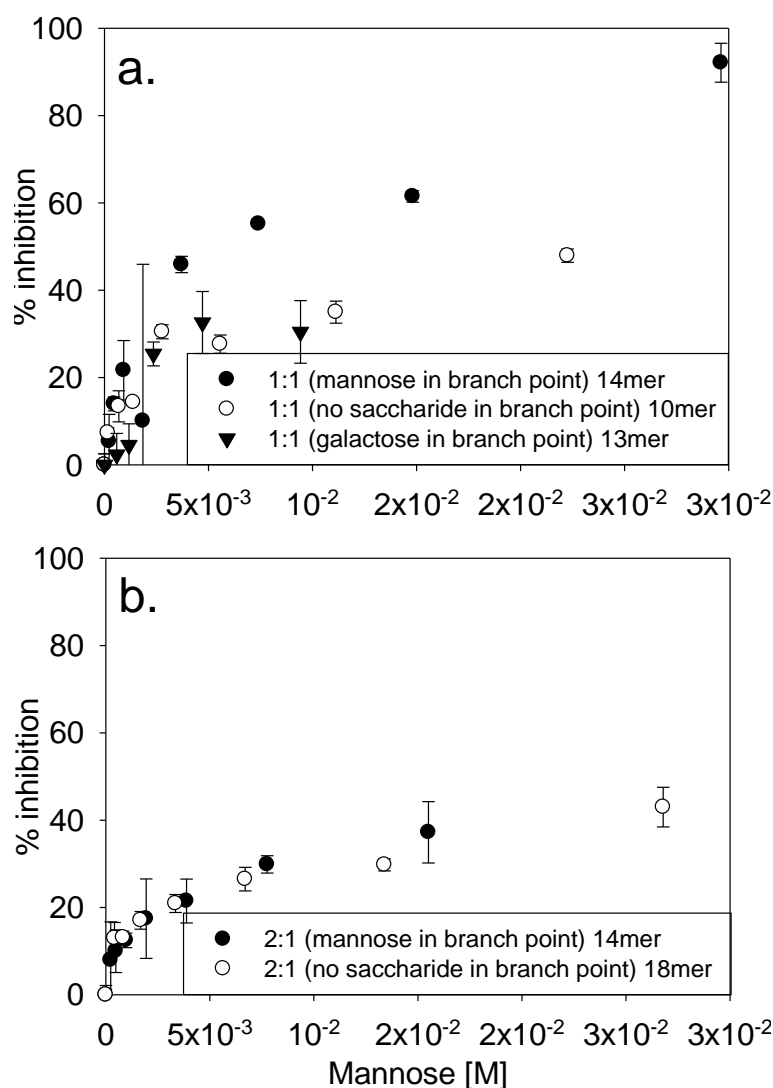 100
a.
80
60
% inhibition
40
20
1:1 (mannose in branch point) 14mer
1:1 (no saccharide in branch point) 10mer
1:1 (galactose in branch point) 13mer
0
0 5x10⁻³ 10⁻² 2x10⁻² 2x10⁻² 3x10⁻² 3x10⁻²
100
b.
80
60
% inhibition
40
20
2:1 (mannose in branch point) 14mer
2:1 (no saccharide in branch point) 18mer
0
0 5x10⁻³ 10⁻² 2x10⁻² 2x10⁻² 3x10⁻² 3x10⁻²
Mannose [M]